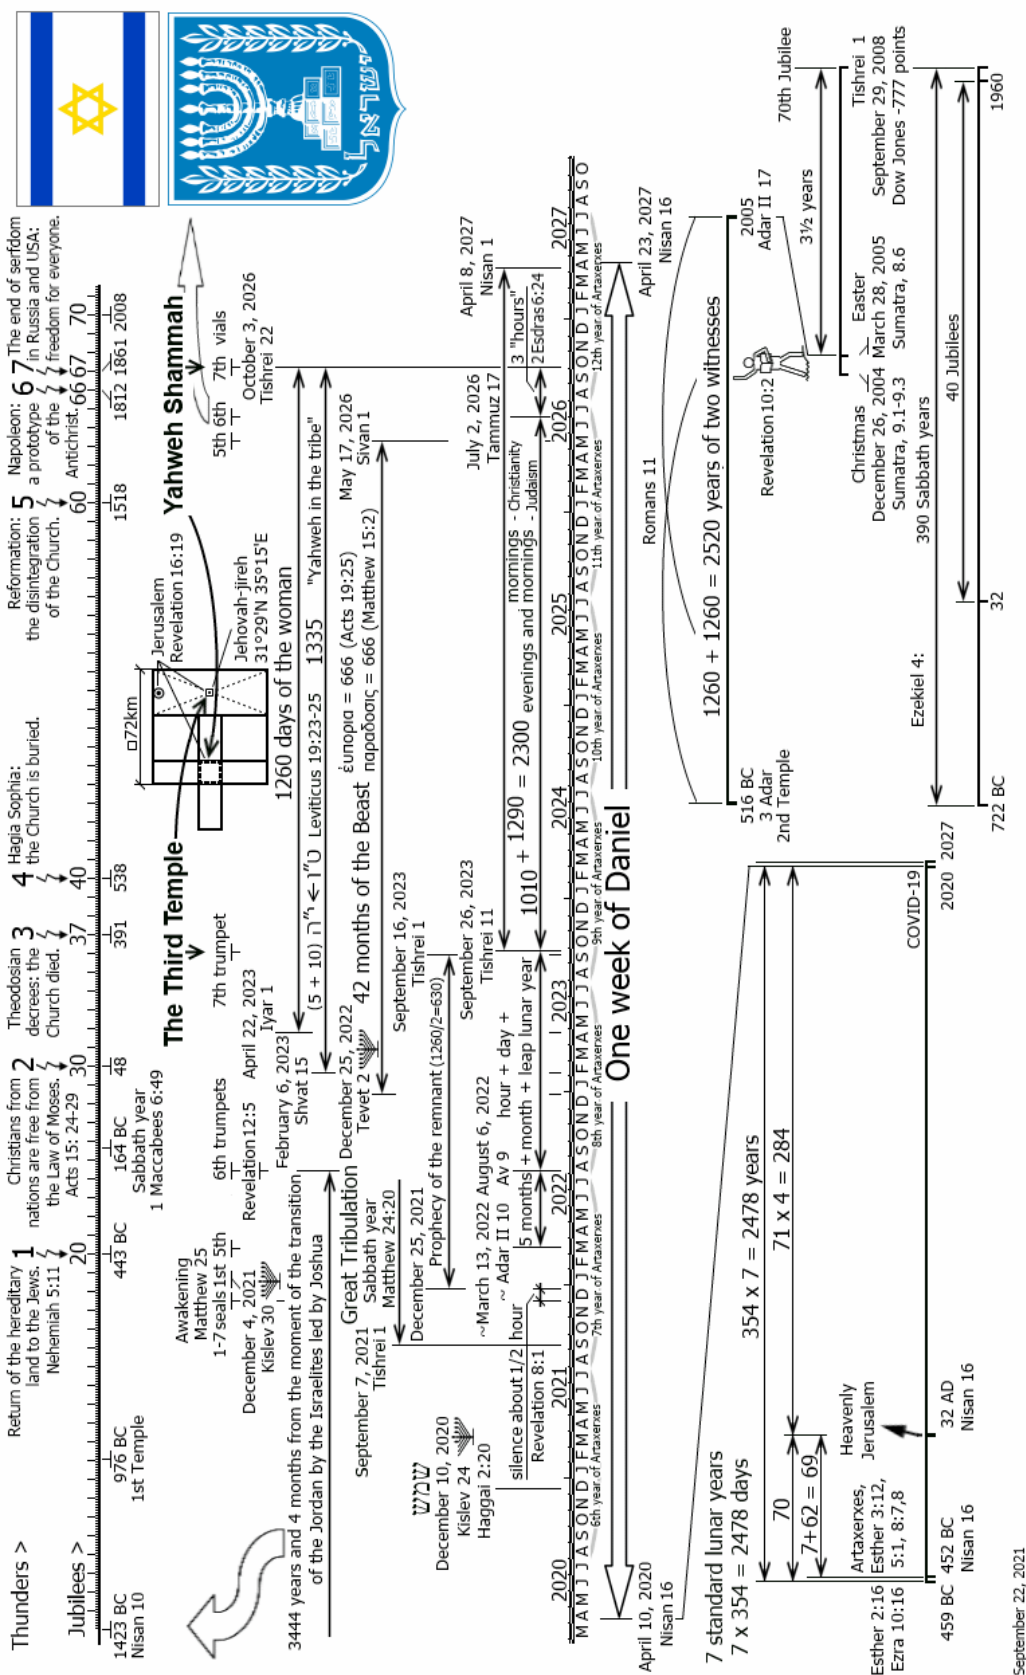 Thunders >
Return of the hereditary 1
land to the Jews.
Nehemiah 5:11
Christians from 2
nations are free from
the Law of Moses.
Acts 15: 24-29
Theodosian 3
decrees: the
Church died.
4 Hagia Sophia:
the Church is buried.
Reformation: 5
the disintegration
of the Church.
Napoleon: 6
a prototype
of the
Antichrist.
7 The end of serfdom
in Russia and USA:
freedom for everyone.
Jubilees >
20 30 37 40 60 66 67 70
1423 BC
Nisan 10
976 BC
1st Temple
443 BC
164 BC
Sabbath year
1 Maccabees 6:49
48
391
538
1518
1812
1861
2008
ישראל
The Third Temple
Yahweh Shammah
□72km
Jerusalem
Revelation 16:19
Jehovah-jireh
31°29'N 35°15'E
Awakening
Matthew 25
1-7 seals 1st 5th
6th trumpets
7th trumpet
5th 6th
7th vials
December 4, 2021
Kislev 30
Revelation 12:5
April 22, 2023
Iyar 1
October 3, 2026
Tishrei 22
February 6, 2023
Shvat 15
1260 days of the woman
3444 years and 4 months from the moment of the transition
of the Jordan by the Israelites led by Joshua
(5 + 10) י"ה → ט"ו Leviticus 19:23-25 1335 "Yahweh in the tribe"
Great Tribulation
Sabbath year
Matthew 24:20
December 25, 2022
Tevet 2
42 months of the Beast
ἐυπορια = 666 (Acts 19:25)
παραδοσις = 666 (Matthew 15:2)
May 17, 2026
Sivan 1
September 7, 2021
Tishrei 1
December 25, 2021
September 16, 2023
Tishrei 1
Prophecy of the remnant (1260/2=630)
September 26, 2023
Tishrei 11
July 2, 2026
Tammuz 17
April 8, 2027
Nisan 1
שמש
December 10, 2020
Kislev 24
Haggai 2:20
~March 13, 2022 August 6, 2022
~ Adar II 10 Av 9
hour + day +
5 months + month + leap lunar year
silence about 1/2 hour
Revelation 8:1
1010 + 1290 = 2300
mornings - Christianity
evenings and mornings - Judaism
3 "hours"
2 Esdras 6:24
2020 2021 2022 2023 2024 2025 2026 2027
M A M J J A S O N D J F M A M J J A S O N D J F M A M J J A S O N D J F M A M J J A S O N D J F M A M J J A S O N D J F M A M J J A S O N D J F M A M J J A S O N D J F M A M J J A S O
6th year of Artaxerxes
7th year of Artaxerxes
8th year of Artaxerxes
9th year of Artaxerxes
10th year of Artaxerxes
11th year of Artaxerxes
12th year of Artaxerxes
One week of Daniel
April 10, 2020
Nisan 16
April 23, 2027
Nisan 16
Romans 11
7 standard lunar years
7 x 354 = 2478 days
1260 + 1260 = 2520 years of two witnesses
516 BC
3 Adar
2nd Temple
2005
Adar II 17
Revelation 10:2
354 x 7 = 2478 years
70
71 x 4 = 284
7+62 = 69
70th Jubilee
3½ years
Christmas
December 26, 2004
Sumatra, 9.1-9.3
Easter
March 28, 2005
Sumatra, 8.6
Tishrei 1
September 29, 2008
Dow Jones -777 points
Esther 2:16
Ezra 10:16
Artaxerxes,
Esther 3:12,
5:1, 8:7,8
Heavenly
Jerusalem
459 BC
452 BC
Nisan 16
32 AD
Nisan 16
COVID-19
2020 2027
Ezekiel 4:
390 Sabbath years
40 Jubilees
722 BC
32
1960
September 22, 2021